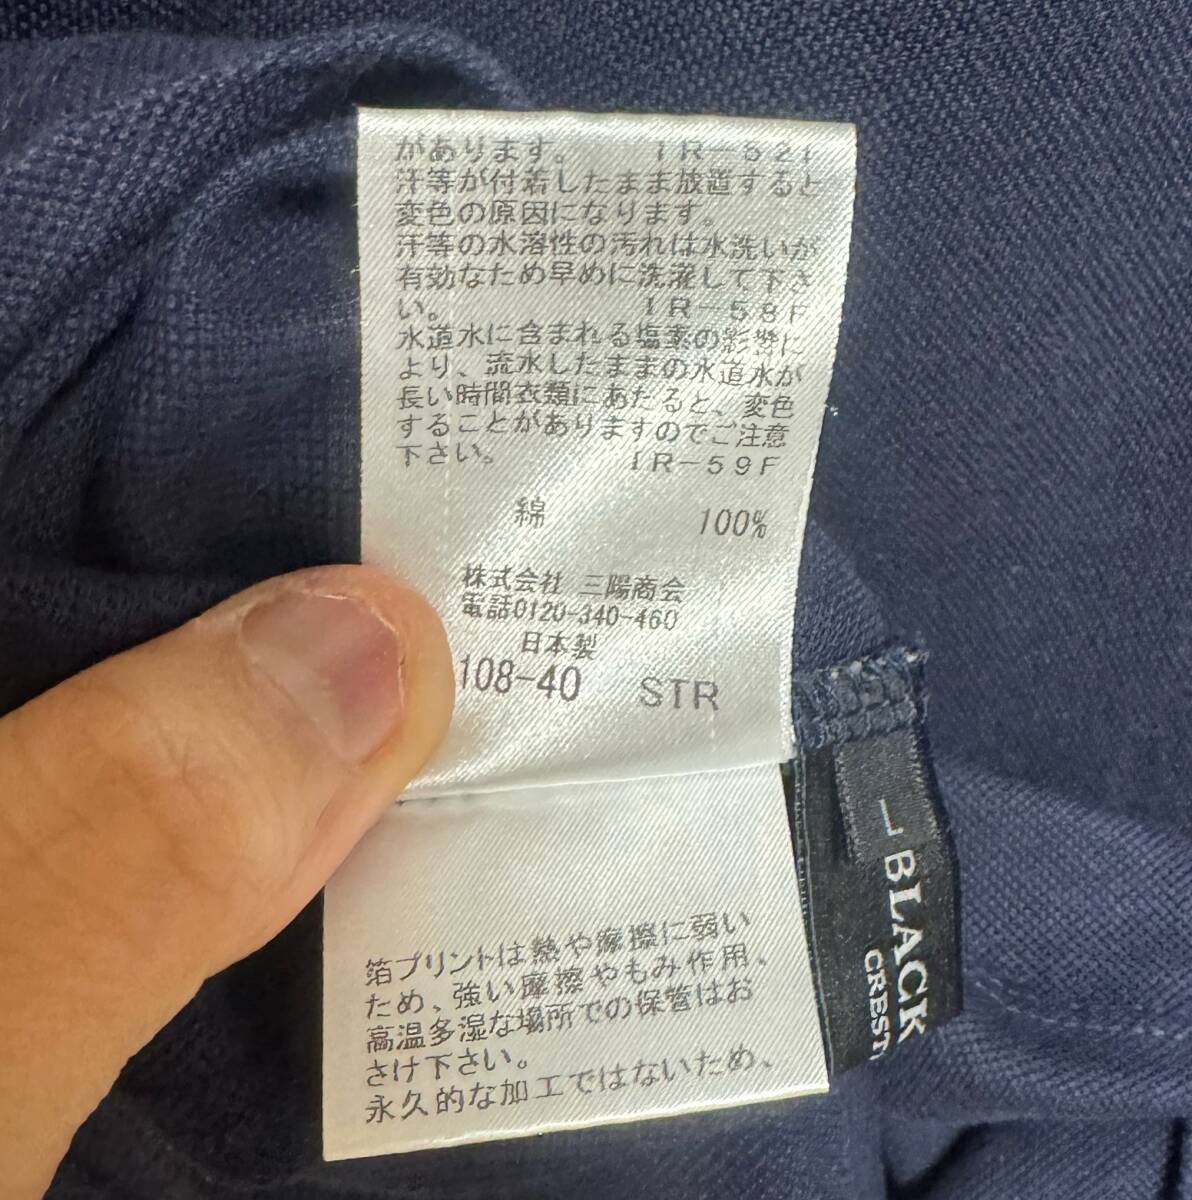 があります。 IR-821
汗等が付着したまま放置すると
変色の原因になります。
汗等の水溶性の汚れは水洗いが
有効なため早めに洗濯して下さ
い。 IR-58F
水道水に含まれる塩素の影響に
より、流水したままの水道水が
長い時間衣類にあたると、変色
することがありますのでご注意
下さい。 IR-59F
綿 100%
株式会社 三陽商会
電話0120-340-460
日本製
108-40 STR
箔プリントは熱や摩擦に弱い
ため、強い摩擦やもみ作用、
高温多湿な場所での保管はお
さけ下さい。
永久的な加工ではないため、
BLACK
CREST